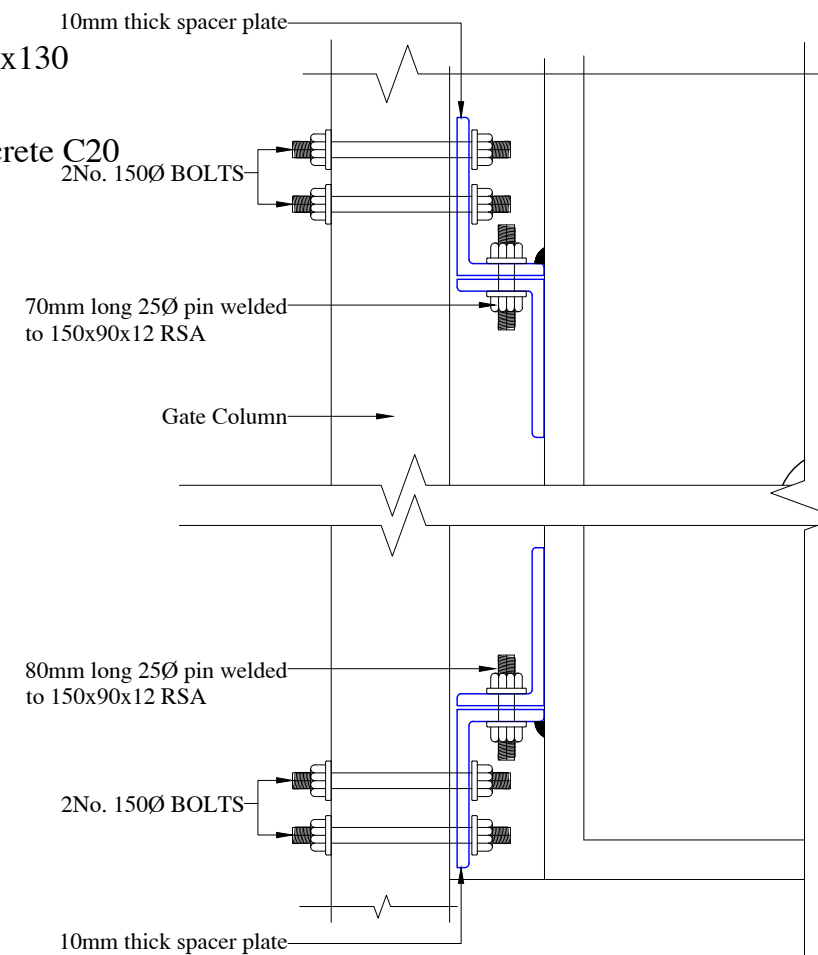 10mm thick spacer plate
x130
crete C20
2No. 150Ø BOLTS
70mm long 25Ø pin welded
to 150x90x12 RSA
Gate Column
80mm long 25Ø pin welded
to 150x90x12 RSA
2No. 150Ø BOLTS
10mm thick spacer plate